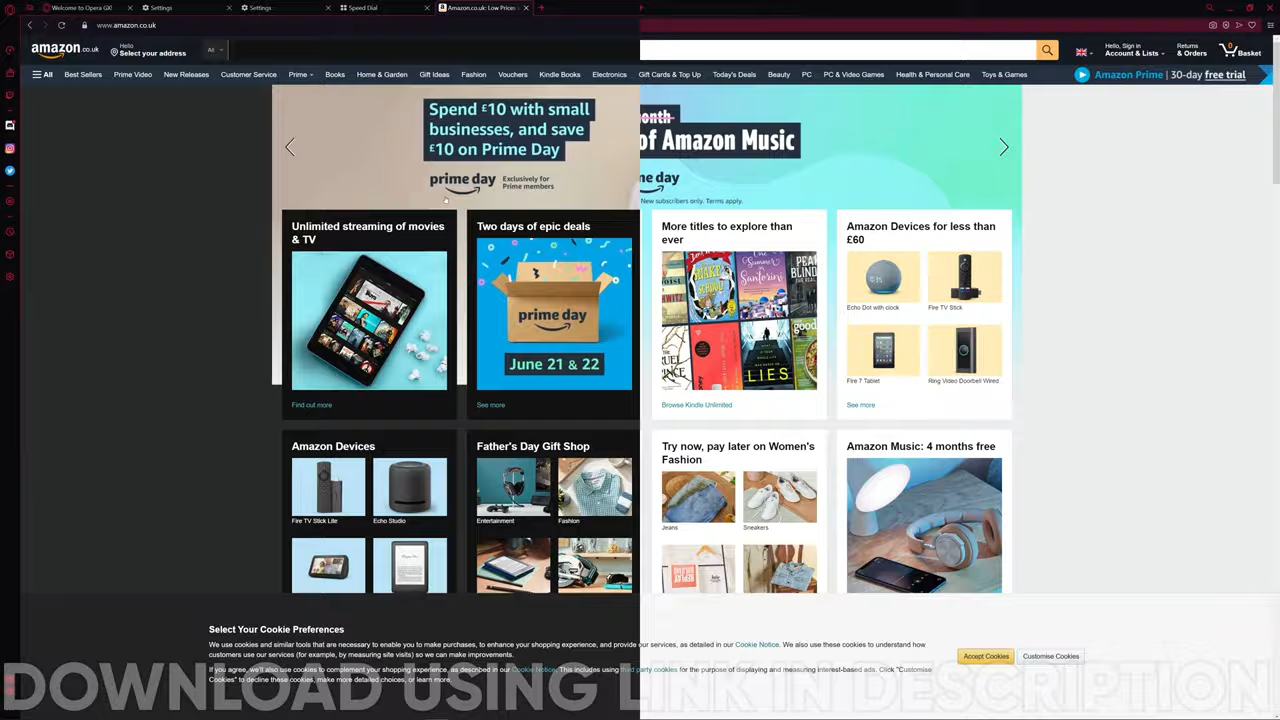 Welcome to Opera GX
Settings
Settings
Speed Dial
Amazon.co.uk: Low Prices
www.amazon.co.uk
amazon.co.uk
Hello
Select your address
All
Hello, Sign in
Account & Lists
Returns
& Orders
0
Basket
All
Best Sellers
Prime Video
New Releases
Customer Service
Prime
Books
Home & Garden
Gift Ideas
Fashion
Vouchers
Kindle Books
Electronics
Gift Cards & Top Up
Today's Deals
Beauty
PC
PC & Video Games
Health & Personal Care
Toys & Games
Amazon Prime | 30-day free trial
Spend £10 with small
businesses, and save
£10 on Prime Day
prime day
Exclusively for
Prime members
month
of Amazon Music
me day
New subscribers only. Terms apply.
Unlimited streaming of movies
& TV
Find out more
Two days of epic deals
prime day
June 21 & 22
See more
More titles to explore than
ever
LIES
Browse Kindle Unlimited
Amazon Devices for less than
£60
Echo Dot with clock
Fire TV Stick
Fire 7 Tablet
Ring Video Doorbell Wired
See more
Amazon Devices
Fire TV Stick Lite
Echo Studio
Father's Day Gift Shop
Entertainment
Fashion
Try now, pay later on Women's
Fashion
Jeans
Sneakers
Amazon Music: 4 months free
Select Your Cookie Preferences
We use cookies and similar tools that are necessary to enable you to make purchases, to enhance your shopping experience, and provide our services, as detailed in our Cookie Notice. We also use these cookies to understand how
customers use our services (for example, by measuring site visits) so we can make improvements.
If you agree, we'll also use cookies to complement your shopping experience, as described in our Cookie Notice. This includes using third party cookies for the purpose of displaying and measuring interest-based ads. Click "Customise
Cookies" to decline these cookies, make more detailed choices, or learn more.
Accept Cookies
Customise Cookies
DOWNLOAD USING LINK IN DESCRIPTION